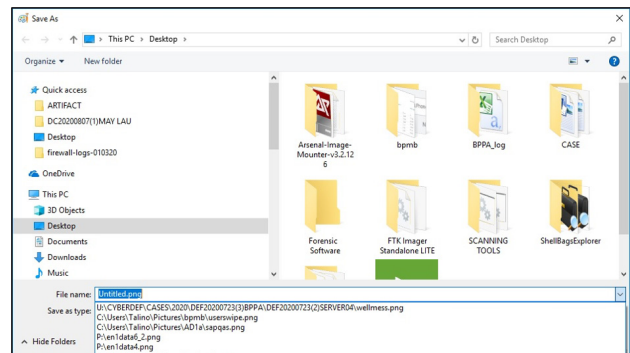 Save As
This PC > Desktop >
Search Desktop
Organize
New folder
Quick access
ARTIFACT
DC20200807(1)MAY LAU
Desktop
firewall-logs-010320
OneDrive
This PC
3D Objects
Desktop
Documents
Downloads
Music
Arsenal-Image-
Mounter-v3.2.12
6
bpmb
BPPA_log
CASE
Forensic
Software
FTK Imager
Standalone LITE
SCANNING
TOOLS
ShellBagsExplorer
File name:
Untitled.png
Save as type:
U:\CYBERDEF\CASES\2020\DEF20200723(3)BPPA\DEF20200723(2)SERVER04\wellmess.png
C:\Users\Talino\Pictures\bpmb\userswipe.png
C:\Users\Talino\Pictures\AD1a\sapqas.png
P:\en1data6_2.png
P:\en1data4.png
Hide Folders